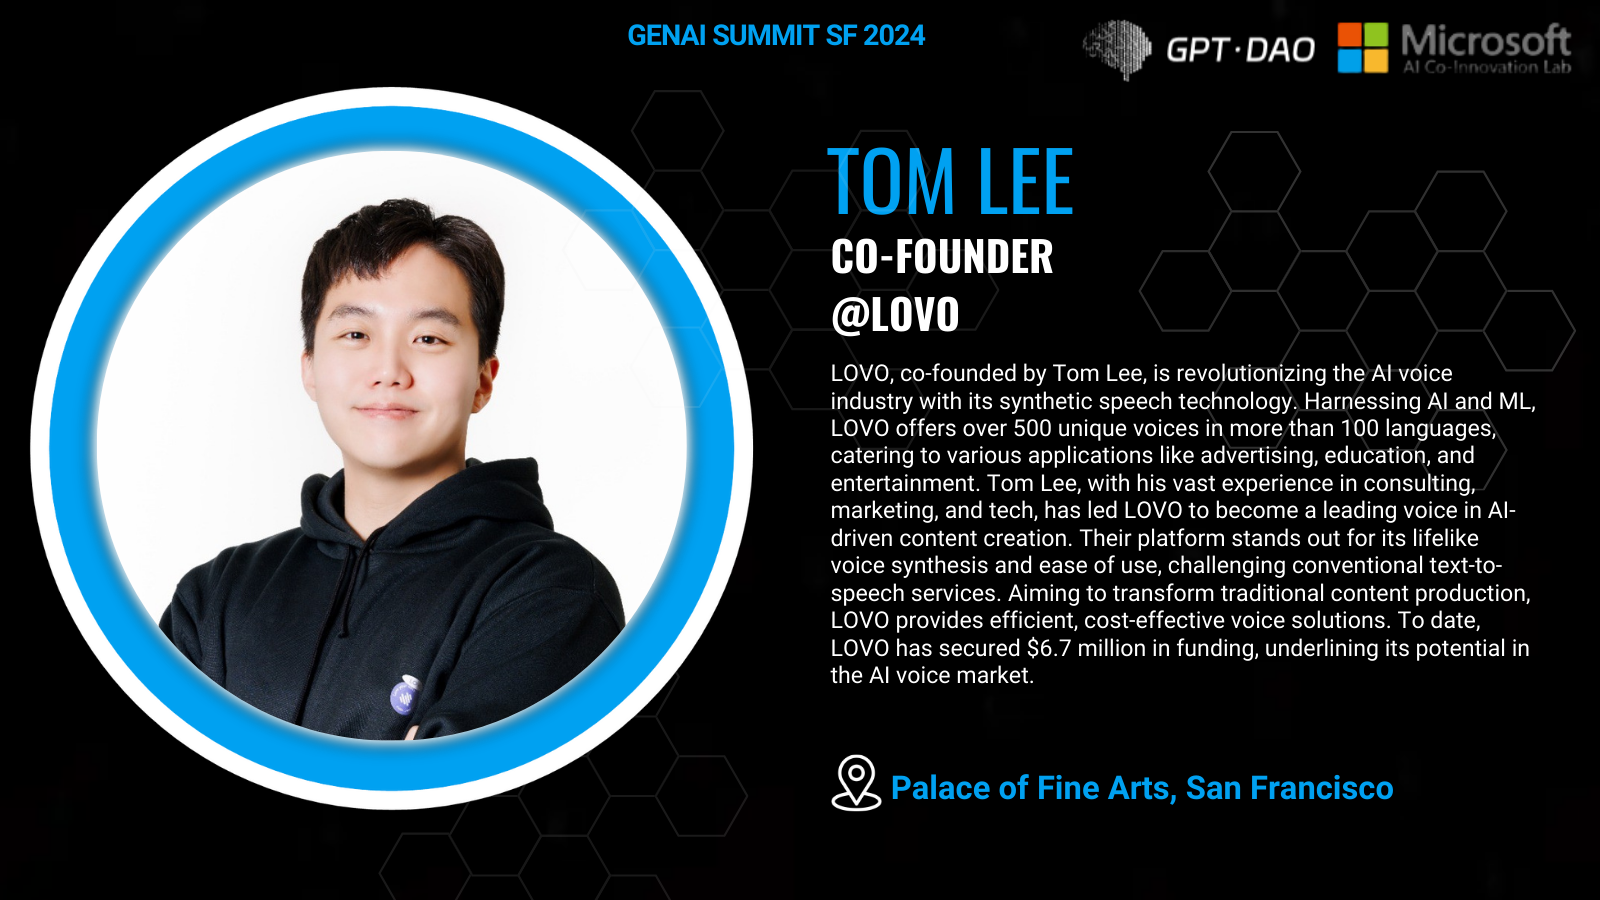 GENAI SUMMIT SF 2024
GPT·DAO
Microsoft
AI Co-Innovation Lab
TOM LEE
CO-FOUNDER
@LOVO
LOVO, co-founded by Tom Lee, is revolutionizing the AI voice
industry with its synthetic speech technology. Harnessing AI and ML,
LOVO offers over 500 unique voices in more than 100 languages,
catering to various applications like advertising, education, and
entertainment. Tom Lee, with his vast experience in consulting,
marketing, and tech, has led LOVO to become a leading voice in AI-
driven content creation. Their platform stands out for its lifelike
voice synthesis and ease of use, challenging conventional text-to-
speech services. Aiming to transform traditional content production,
LOVO provides efficient, cost-effective voice solutions. To date,
LOVO has secured $6.7 million in funding, underlining its potential in
the AI voice market.
Palace of Fine Arts, San Francisco